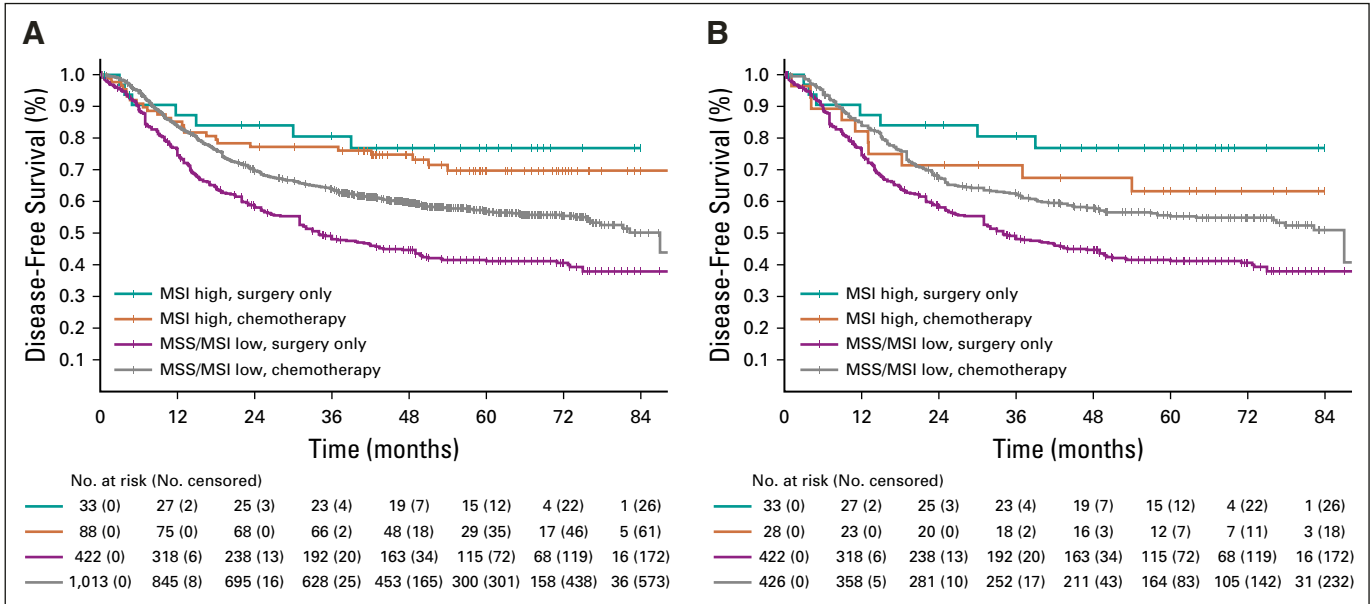 A
Disease-Free Survival (%)
1.0
0.9
0.8
0.7
0.6
0.5
0.4
0.3
0.2
0.1
MSI high, surgery only
MSI high, chemotherapy
MSS/MSI low, surgery only
MSS/MSI low, chemotherapy
0 12 24 36 48 60 72 84
Time (months)
No. at risk (No. censored)
33 (0) 27 (2) 25 (3) 23 (4) 19 (7) 15 (12) 4 (22) 1 (26)
88 (0) 75 (0) 68 (0) 66 (2) 48 (18) 29 (35) 17 (46) 5 (61)
422 (0) 318 (6) 238 (13) 192 (20) 163 (34) 115 (72) 68 (119) 16 (172)
1,013 (0) 845 (8) 695 (16) 628 (25) 453 (165) 300 (301) 158 (438) 36 (573)
B
Disease-Free Survival (%)
1.0
0.9
0.8
0.7
0.6
0.5
0.4
0.3
0.2
0.1
MSI high, surgery only
MSI high, chemotherapy
MSS/MSI low, surgery only
MSS/MSI low, chemotherapy
0 12 24 36 48 60 72 84
Time (months)
No. at risk (No. censored)
33 (0) 27 (2) 25 (3) 23 (4) 19 (7) 15 (12) 4 (22) 1 (26)
28 (0) 23 (0) 20 (0) 18 (2) 16 (3) 12 (7) 7 (11) 3 (18)
422 (0) 318 (6) 238 (13) 192 (20) 163 (34) 115 (72) 68 (119) 16 (172)
426 (0) 358 (5) 281 (10) 252 (17) 211 (43) 164 (83) 105 (142) 31 (232)